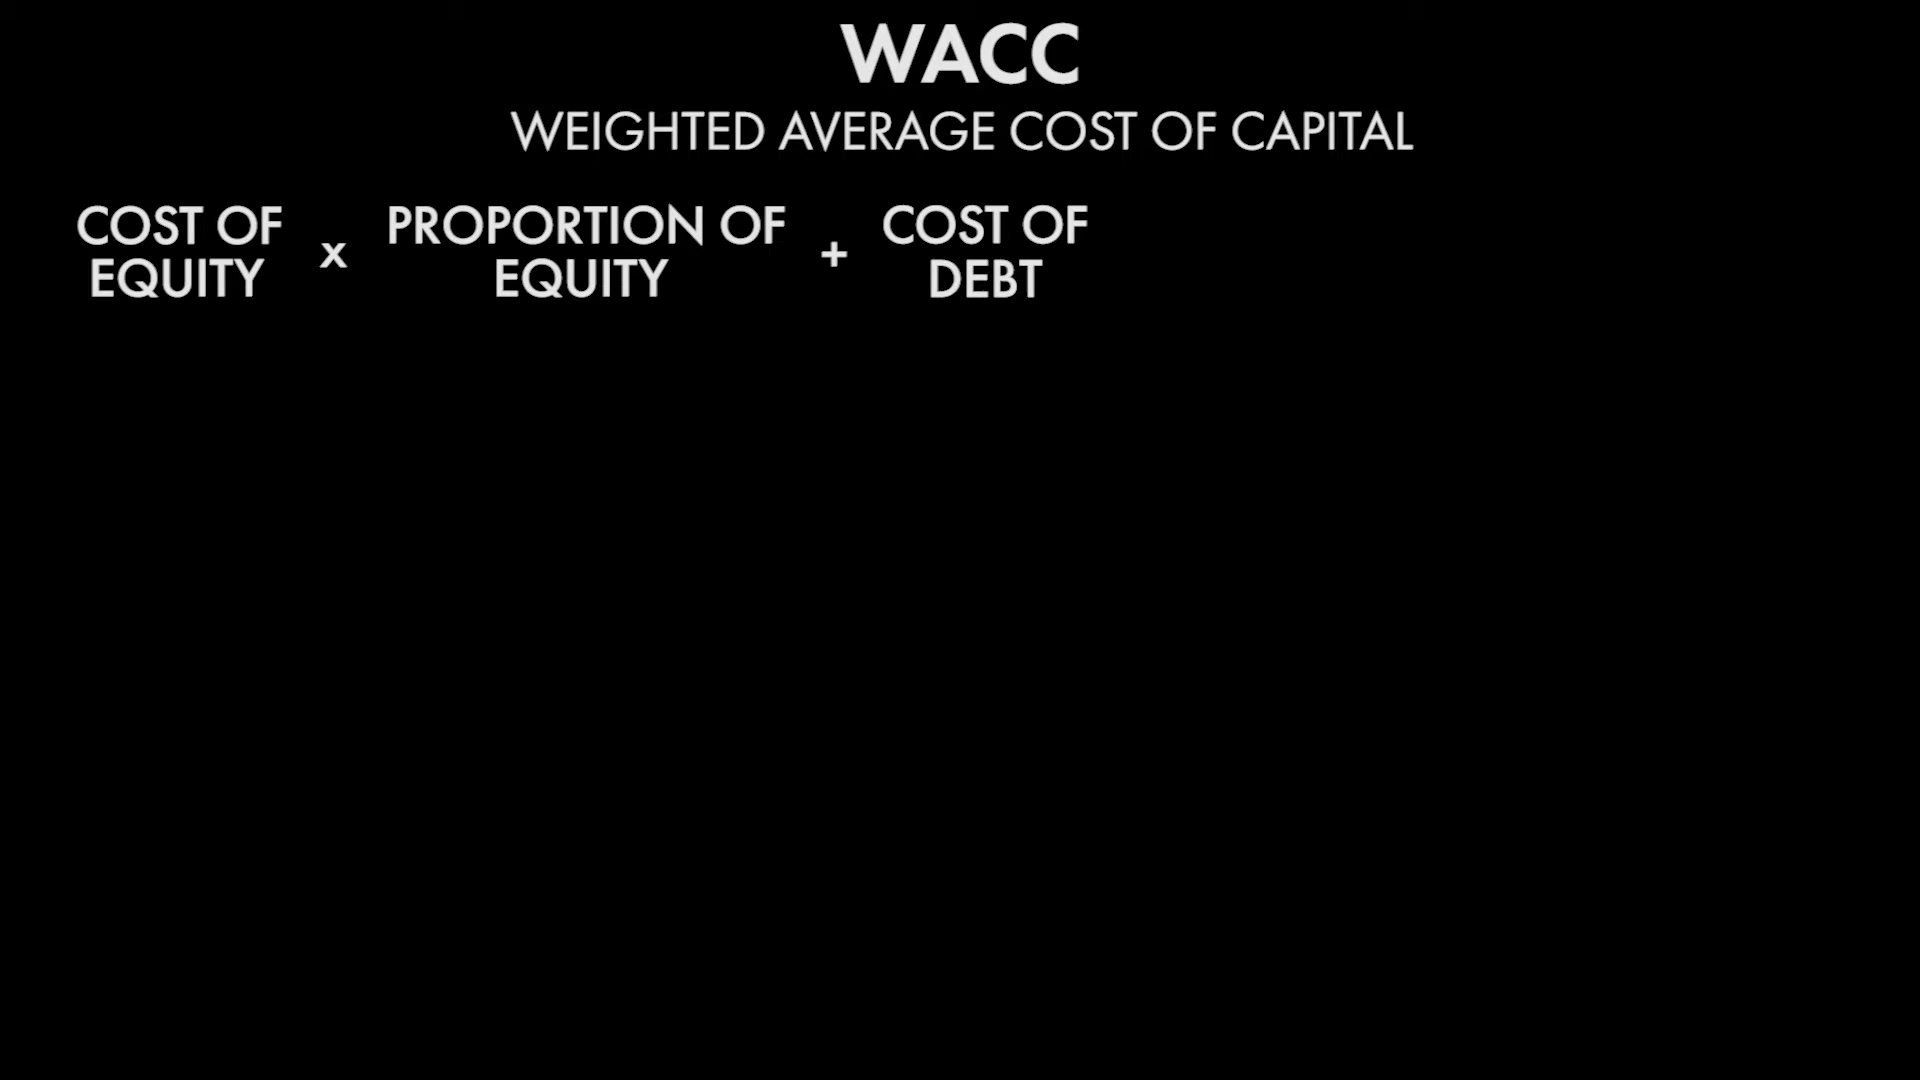 WACC
WEIGHTED AVERAGE COST OF CAPITAL
COST OF EQUITY x PROPORTION OF EQUITY + COST OF DEBT